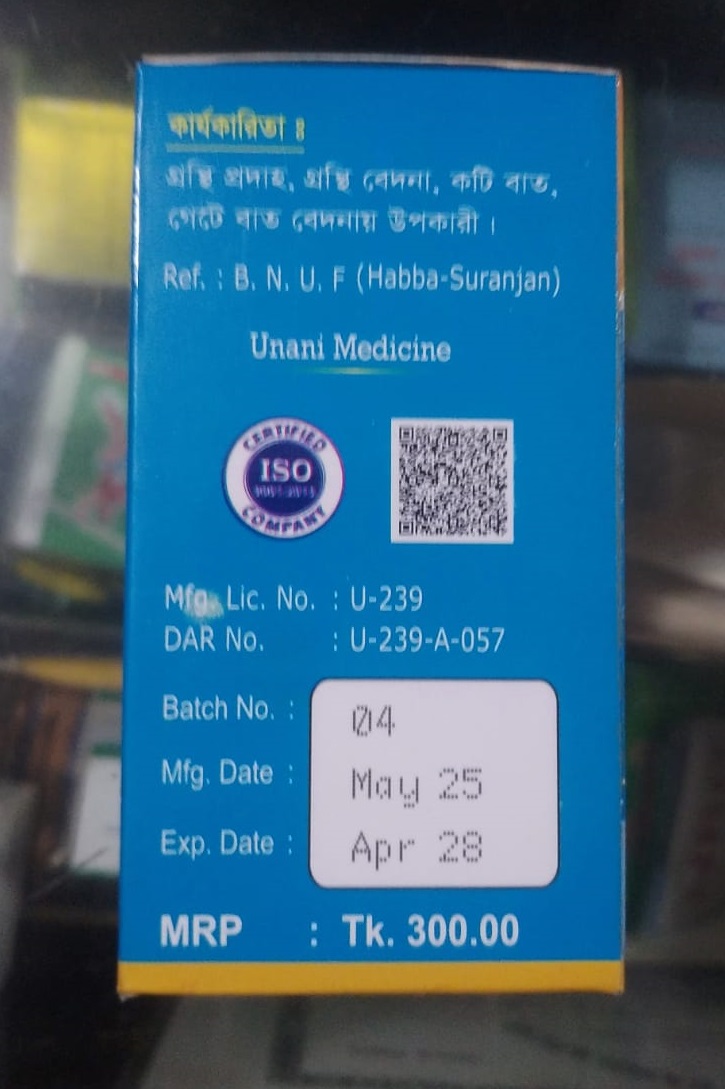 কার্যকারিতা ঃ
গ্রন্থি প্রদাহ, গ্রন্থি বেদনা, কটি বাত,
গেটে বাত বেদনায় উপকারী ।
Ref. : B. N. U. F (Habba-Suranjan)
Unani Medicine
CERTIFIED
ISO
COMPANY
Mfg. Lic. No. : U-239
DAR No. : U-239-A-057
Batch No. : 04
Mfg. Date : May 25
Exp. Date : Apr 28
MRP : Tk. 300.00